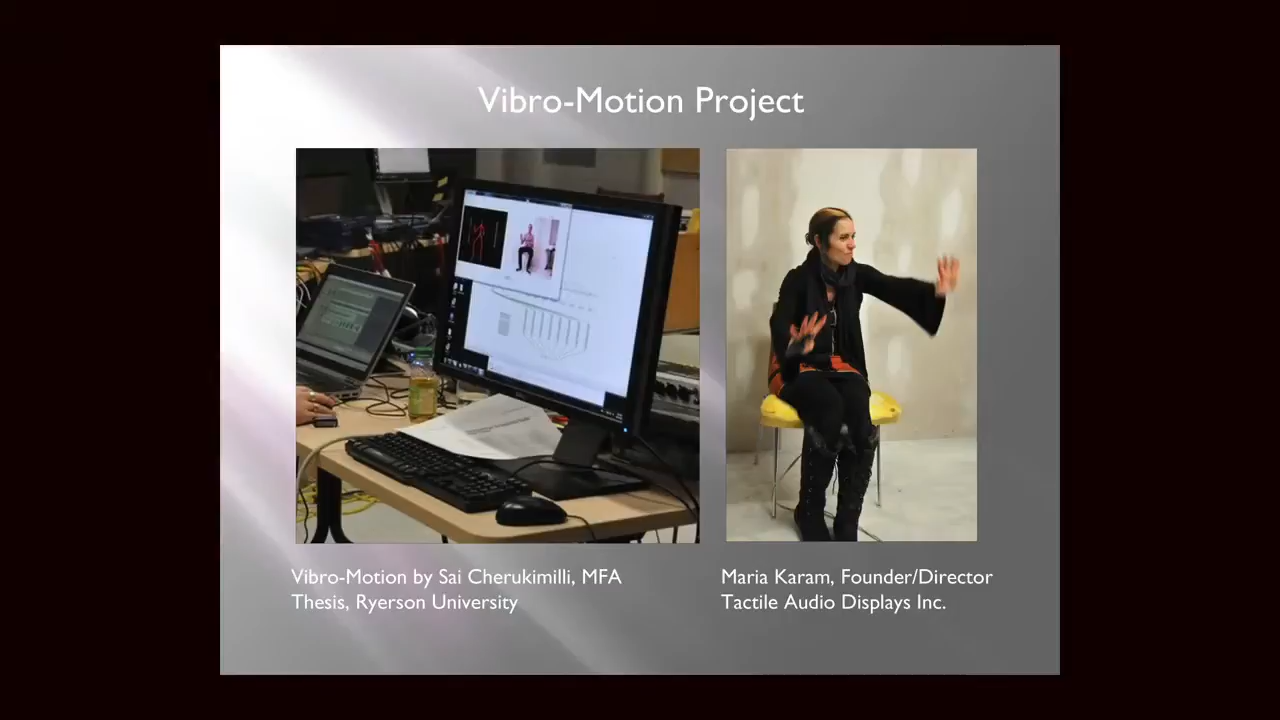 Vibro-Motion Project
Vibro-Motion by Sai Cherukimilli, MFA
Thesis, Ryerson University
Maria Karam, Founder/Director
Tactile Audio Displays Inc.